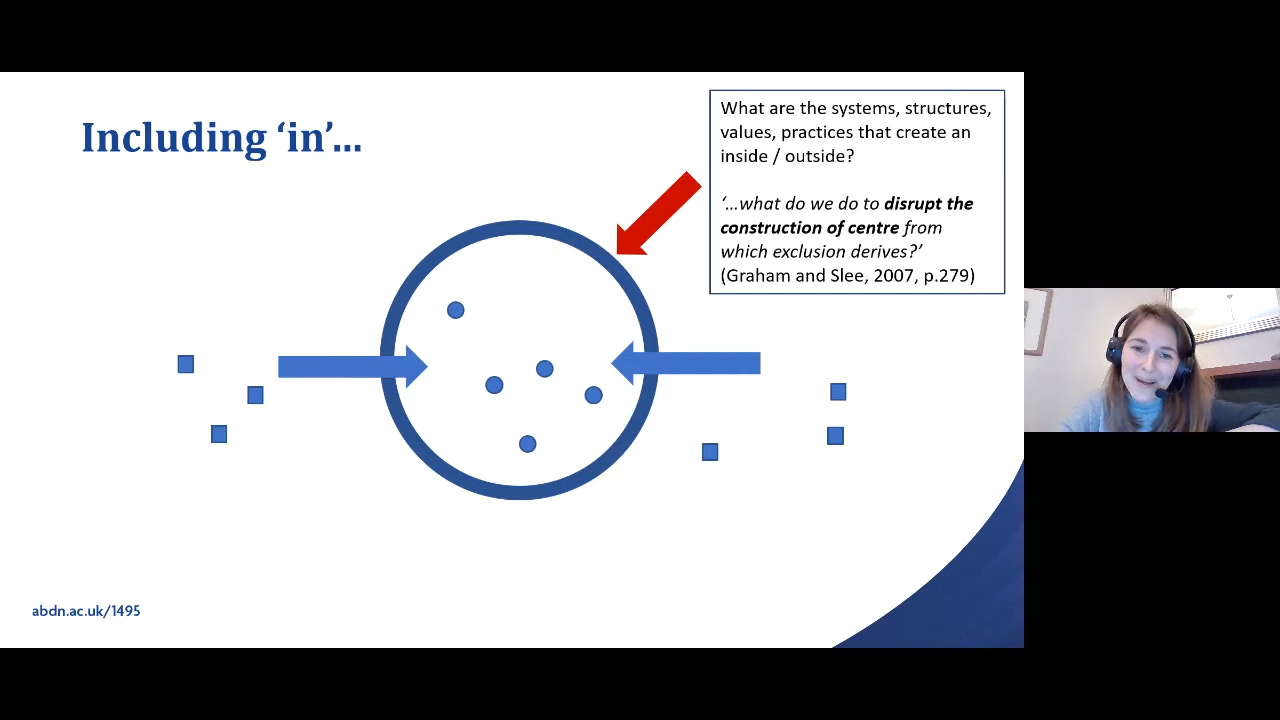 Including ‘in’...
What are the systems, structures,
values, practices that create an
inside / outside?
‘...what do we do to disrupt the
construction of centre from
which exclusion derives?’
(Graham and Slee, 2007, p.279)
abdn.ac.uk/1495